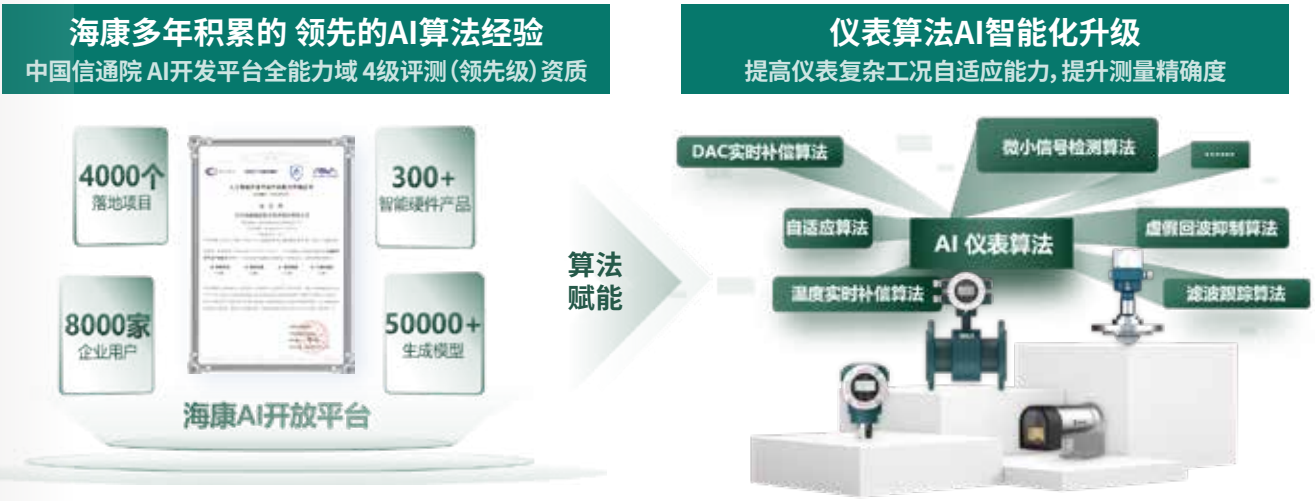 海康多年积累的 领先的AI算法经验
中国信通院 AI开发平台全能力域 4级评测（领先级）资质
4000个
落地项目
300+
智能硬件产品
8000家
企业用户
50000+
生成模型
海康AI开放平台
算法
赋能
仪表算法AI智能化升级
提高仪表复杂工况自适应能力，提升测量精确度
DAC实时补偿算法
微小信号检测算法
······
自适应算法
AI 仪表算法
虚假回波抑制算法
温度实时补偿算法
滤波跟踪算法